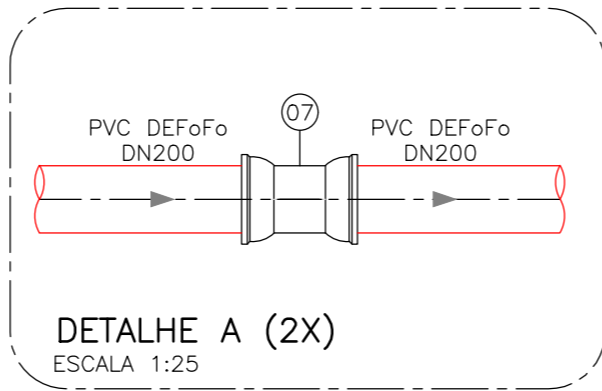 07
PVC DEFoFo
DN200
PVC DEFoFo
DN200
DETALHE A (2X)
ESCALA 1:25